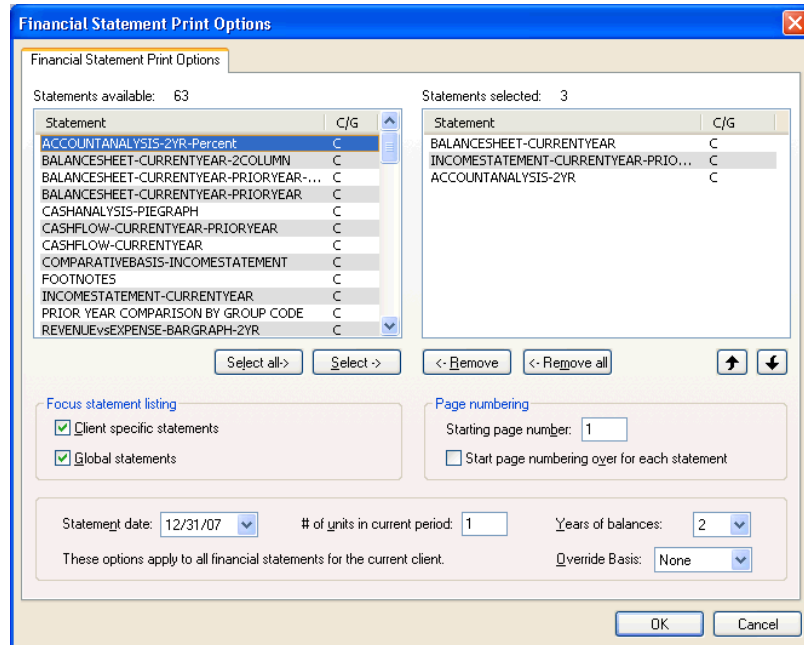 Financial Statement Print Options
Financial Statement Print Options
Statements available: 63
Statement C/G
ACCOUNTANALYSIS-2YR-Percent C
BALANCESHEET-CURRENTYEAR-2COLUMN C
BALANCESHEET-CURRENTYEAR-PRIORYEAR-... C
BALANCESHEET-CURRENTYEAR-PRIORYEAR C
CASHANALYSIS-PIEGRAPH C
CASHFLOW-CURRENTYEAR-PRIORYEAR C
CASHFLOW-CURRENTYEAR C
COMPARATIVEBASIS-INCOMESTATEMENT C
FOOTNOTES C
INCOMESTATEMENT-CURRENTYEAR C
PRIOR YEAR COMPARISON BY GROUP CODE C
REVENUEvsEXPENSE-BARGRAPH-2YR C
Select all->
Select ->
Statements selected: 3
Statement C/G
BALANCESHEET-CURRENTYEAR C
INCOMESTATEMENT-CURRENTYEAR-PRIO... C
ACCOUNTANALYSIS-2YR C
<- Remove
<- Remove all
Focus statement listing
Client specific statements
Global statements
Page numbering
Starting page number: 1
Start page numbering over for each statement
Statement date: 12/31/07
# of units in current period: 1
Years of balances: 2
These options apply to all financial statements for the current client.
Override Basis: None
OK
Cancel